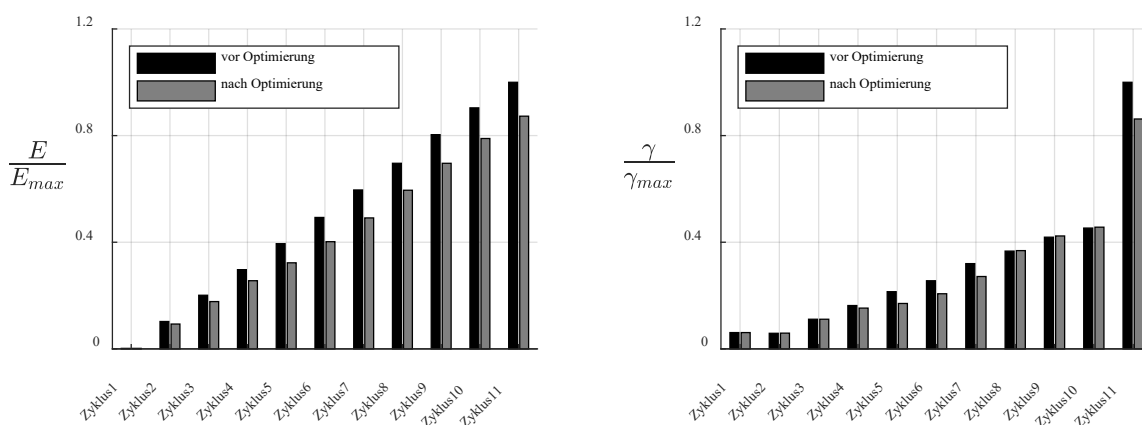 1.2
vor Optimierung
nach Optimierung
0.8
E
E_max
0.4
0
Zyklus1
Zyklus2
Zyklus3
Zyklus4
Zyklus5
Zyklus6
Zyklus7
Zyklus8
Zyklus9
Zyklus10
Zyklus11
1.2
vor Optimierung
nach Optimierung
0.8
γ
γ_max
0.4
0
Zyklus1
Zyklus2
Zyklus3
Zyklus4
Zyklus5
Zyklus6
Zyklus7
Zyklus8
Zyklus9
Zyklus10
Zyklus11